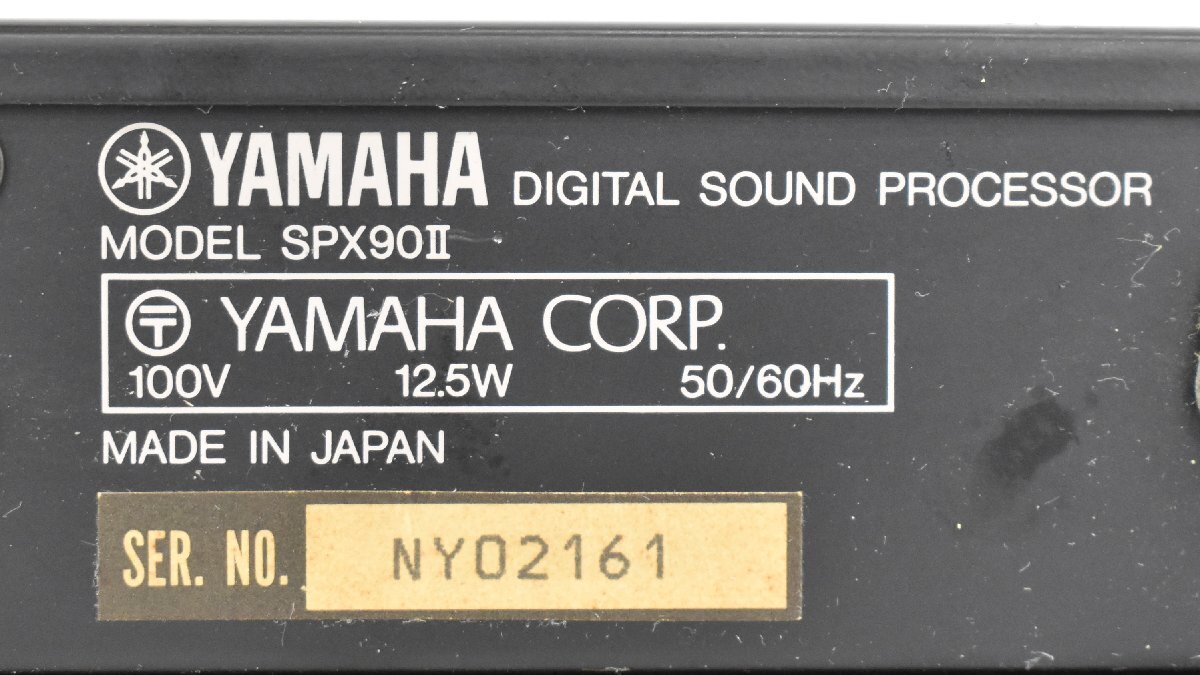 YAMAHA DIGITAL SOUND PROCESSOR
MODEL SPX90II
YAMAHA CORP.
100V 12.5W 50/60Hz
MADE IN JAPAN
SER. NO. NY02161